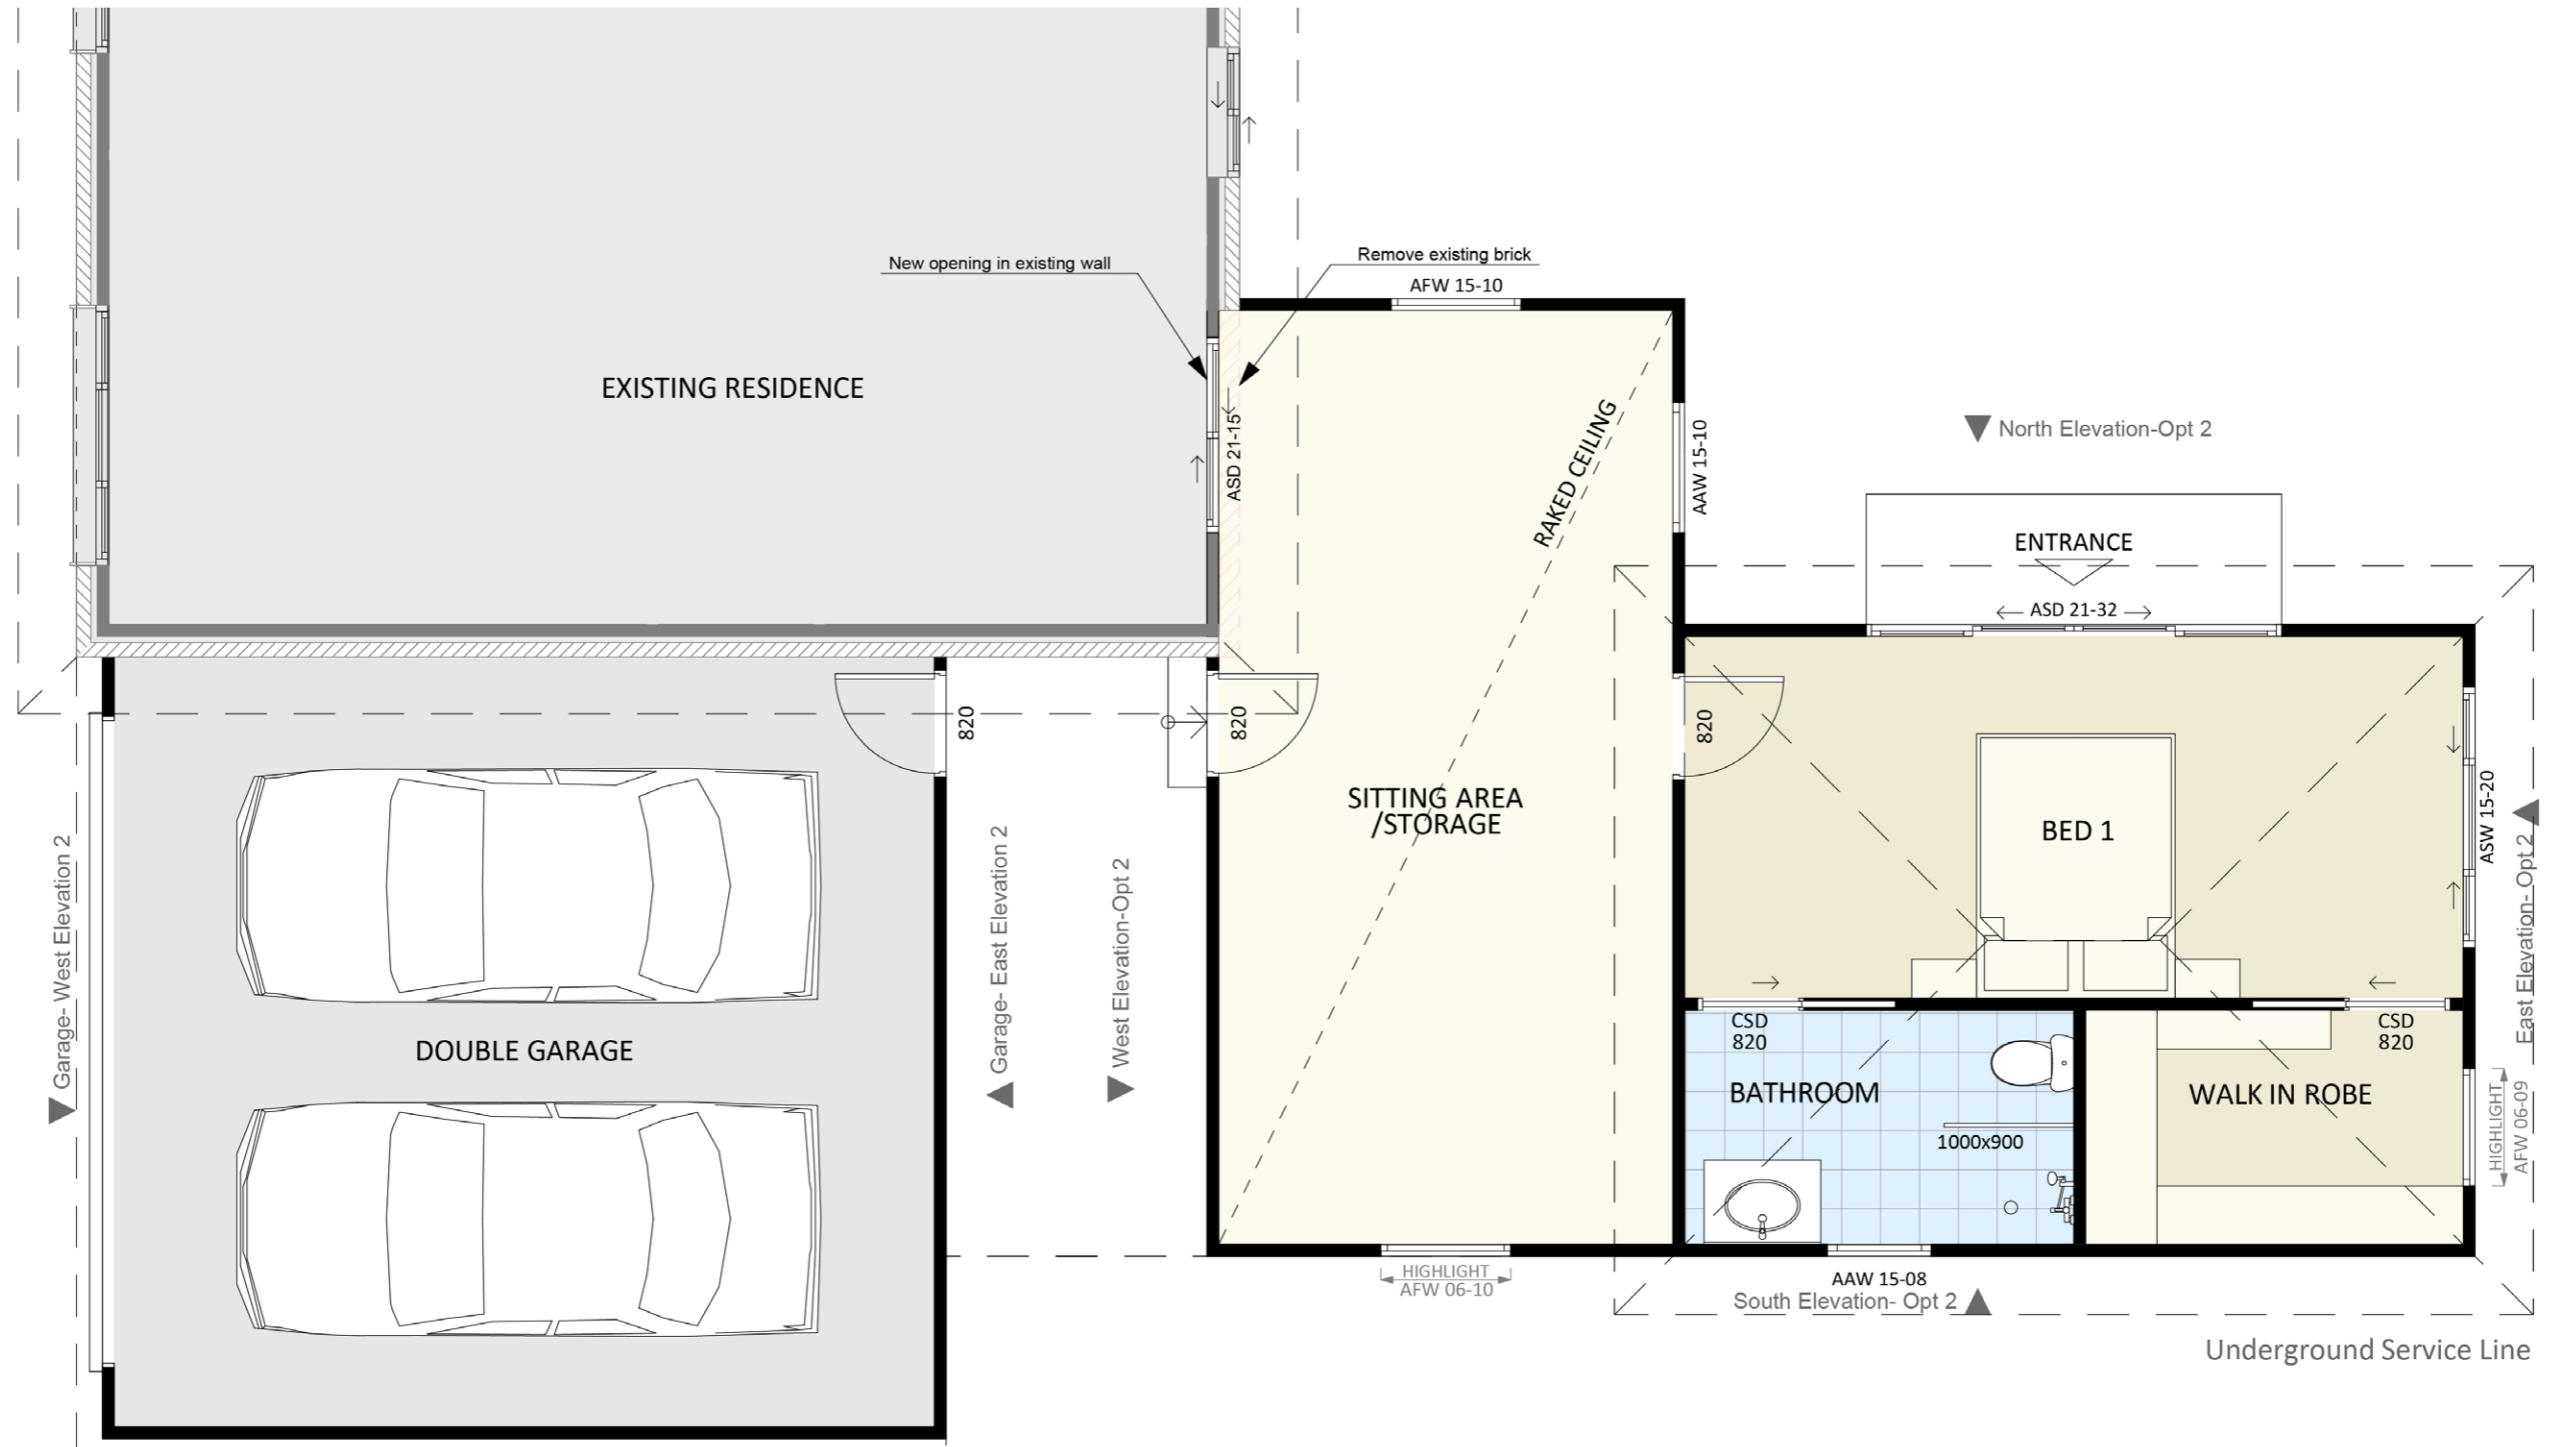 New opening in existing wall
Remove existing brick
AFW 15-10
EXISTING RESIDENCE
ASD 21-15
RAKED CEILING
AAW 15-10
North Elevation-Opt 2
ENTRANCE
ASD 21-32
820
820
820
SITTING AREA
/STORAGE
BED 1
ASW 15-20
East Elevation- Opt 2
Garage- West Elevation 2
Garage- East Elevation 2
West Elevation-Opt 2
DOUBLE GARAGE
CSD
820
CSD
820
BATHROOM
WALK IN ROBE
1000x900
HIGHLIGHT
AFW 06-09
HIGHLIGHT
AFW 06-10
AAW 15-08
South Elevation- Opt 2
Underground Service Line